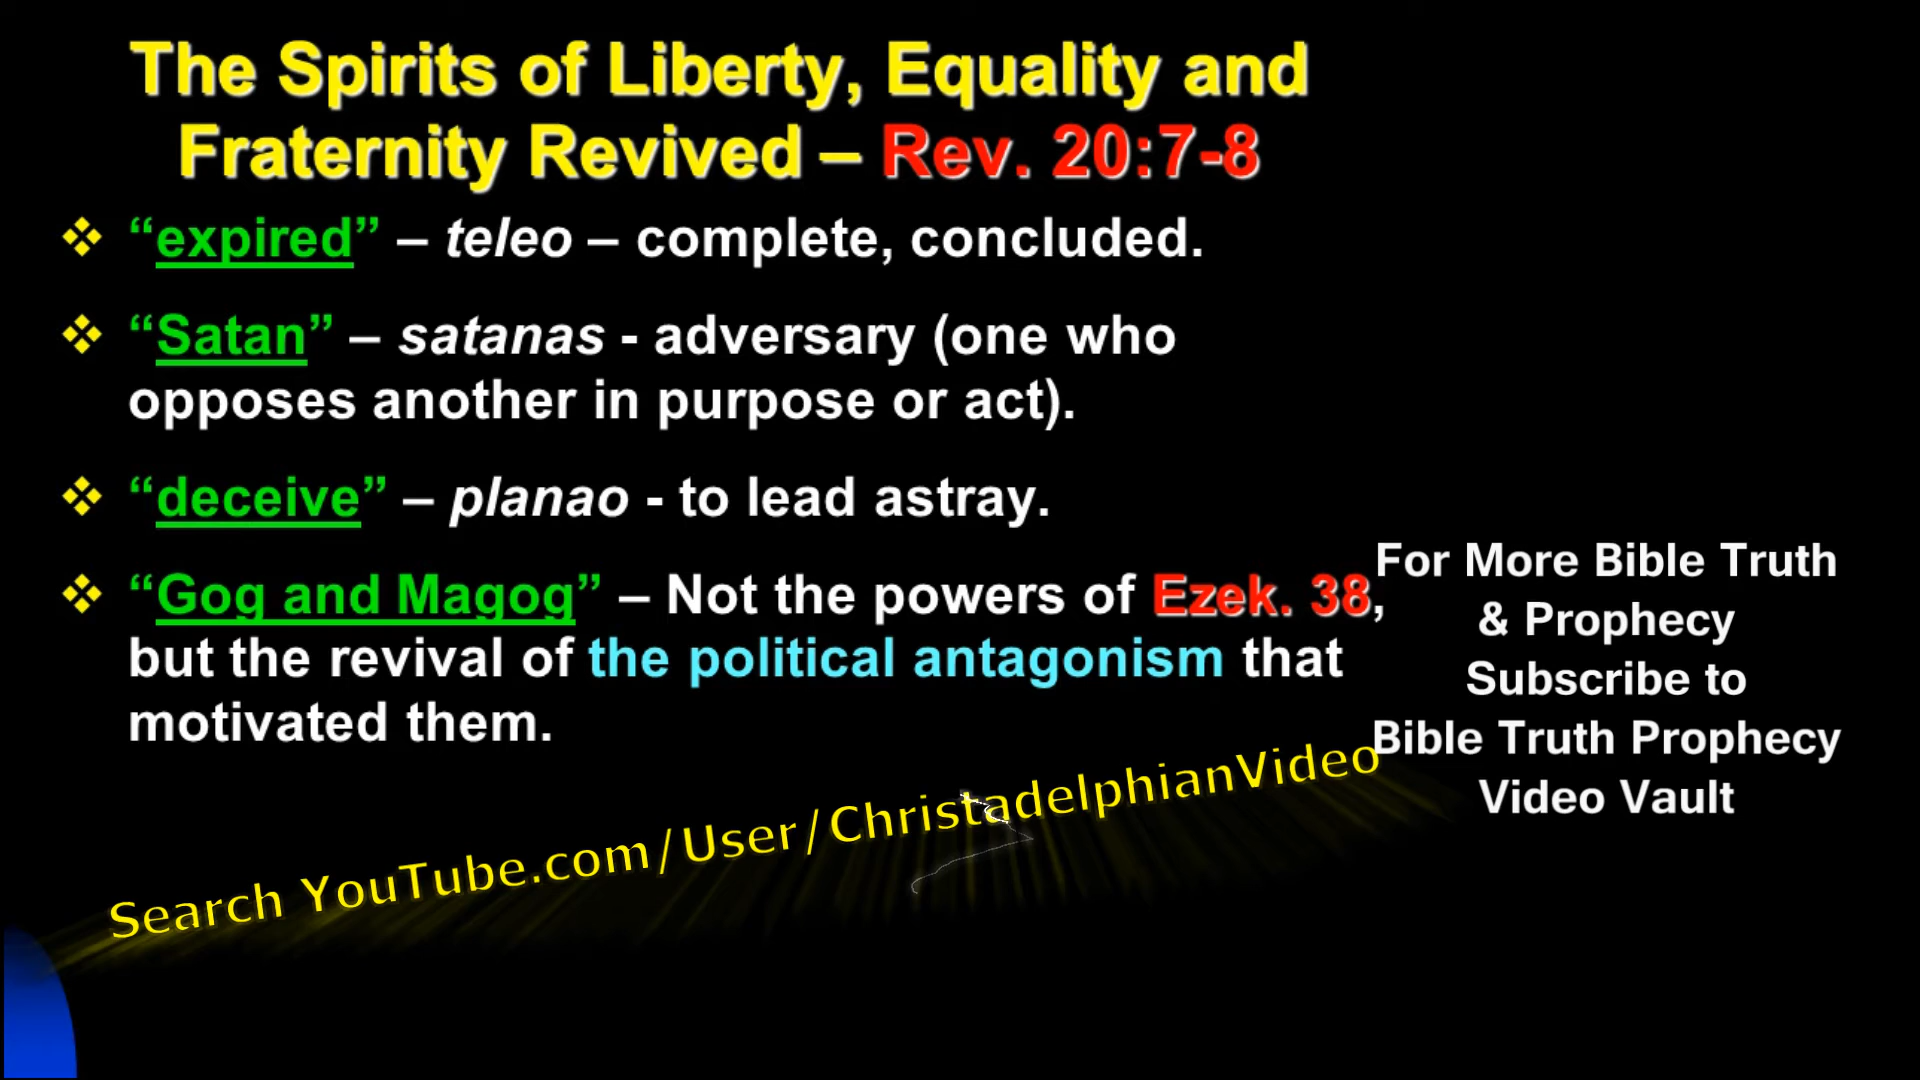 The Spirits of Liberty, Equality and
Fraternity Revived – Rev. 20:7-8
❖ “expired” – teleo – complete, concluded.
❖ “Satan” – satanas - adversary (one who
opposes another in purpose or act).
❖ “deceive” – planao - to lead astray.
❖ “Gog and Magog” – Not the powers of Ezek. 38,
but the revival of the political antagonism that
motivated them.
For More Bible Truth
& Prophecy
Subscribe to
Bible Truth Prophecy
Video Vault
Search YouTube.com/User/ChristadelphianVideo